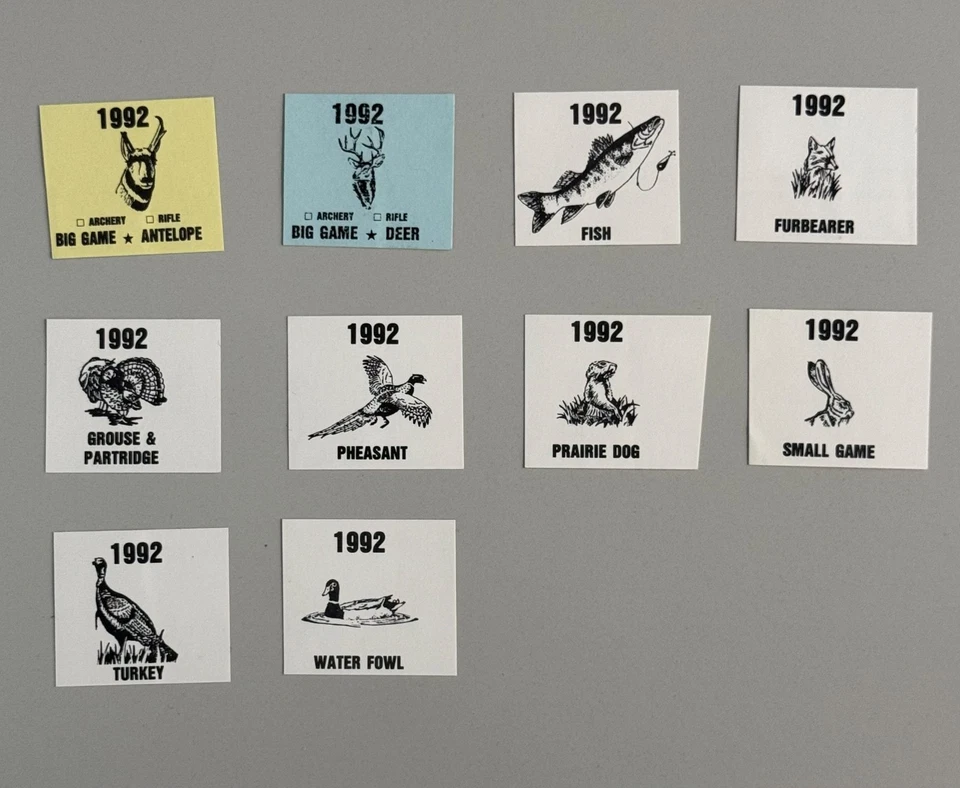 1992
☐ ARCHERY ☐ RIFLE
BIG GAME ★ ANTELOPE
1992
☐ ARCHERY ☐ RIFLE
BIG GAME ★ DEER
1992
FISH
1992
FURBEARER
1992
GROUSE &
PARTRIDGE
1992
PHEASANT
1992
PRAIRIE DOG
1992
SMALL GAME
1992
TURKEY
1992
WATER FOWL